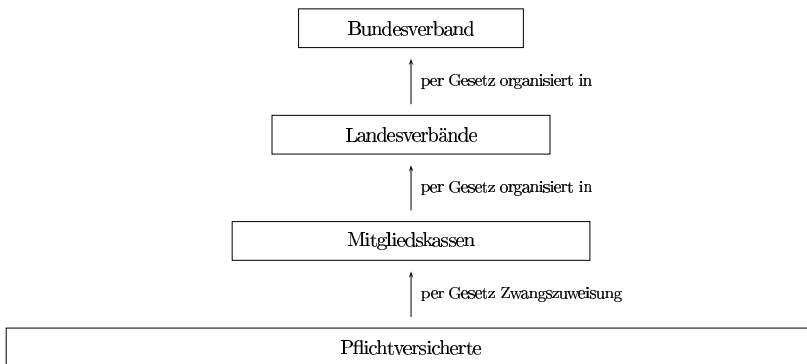 Bundesverband
per Gesetz organisiert in
Landesverbände
per Gesetz organisiert in
Mitgliedskassen
per Gesetz Zwangszuweisung
Pflichtversicherte